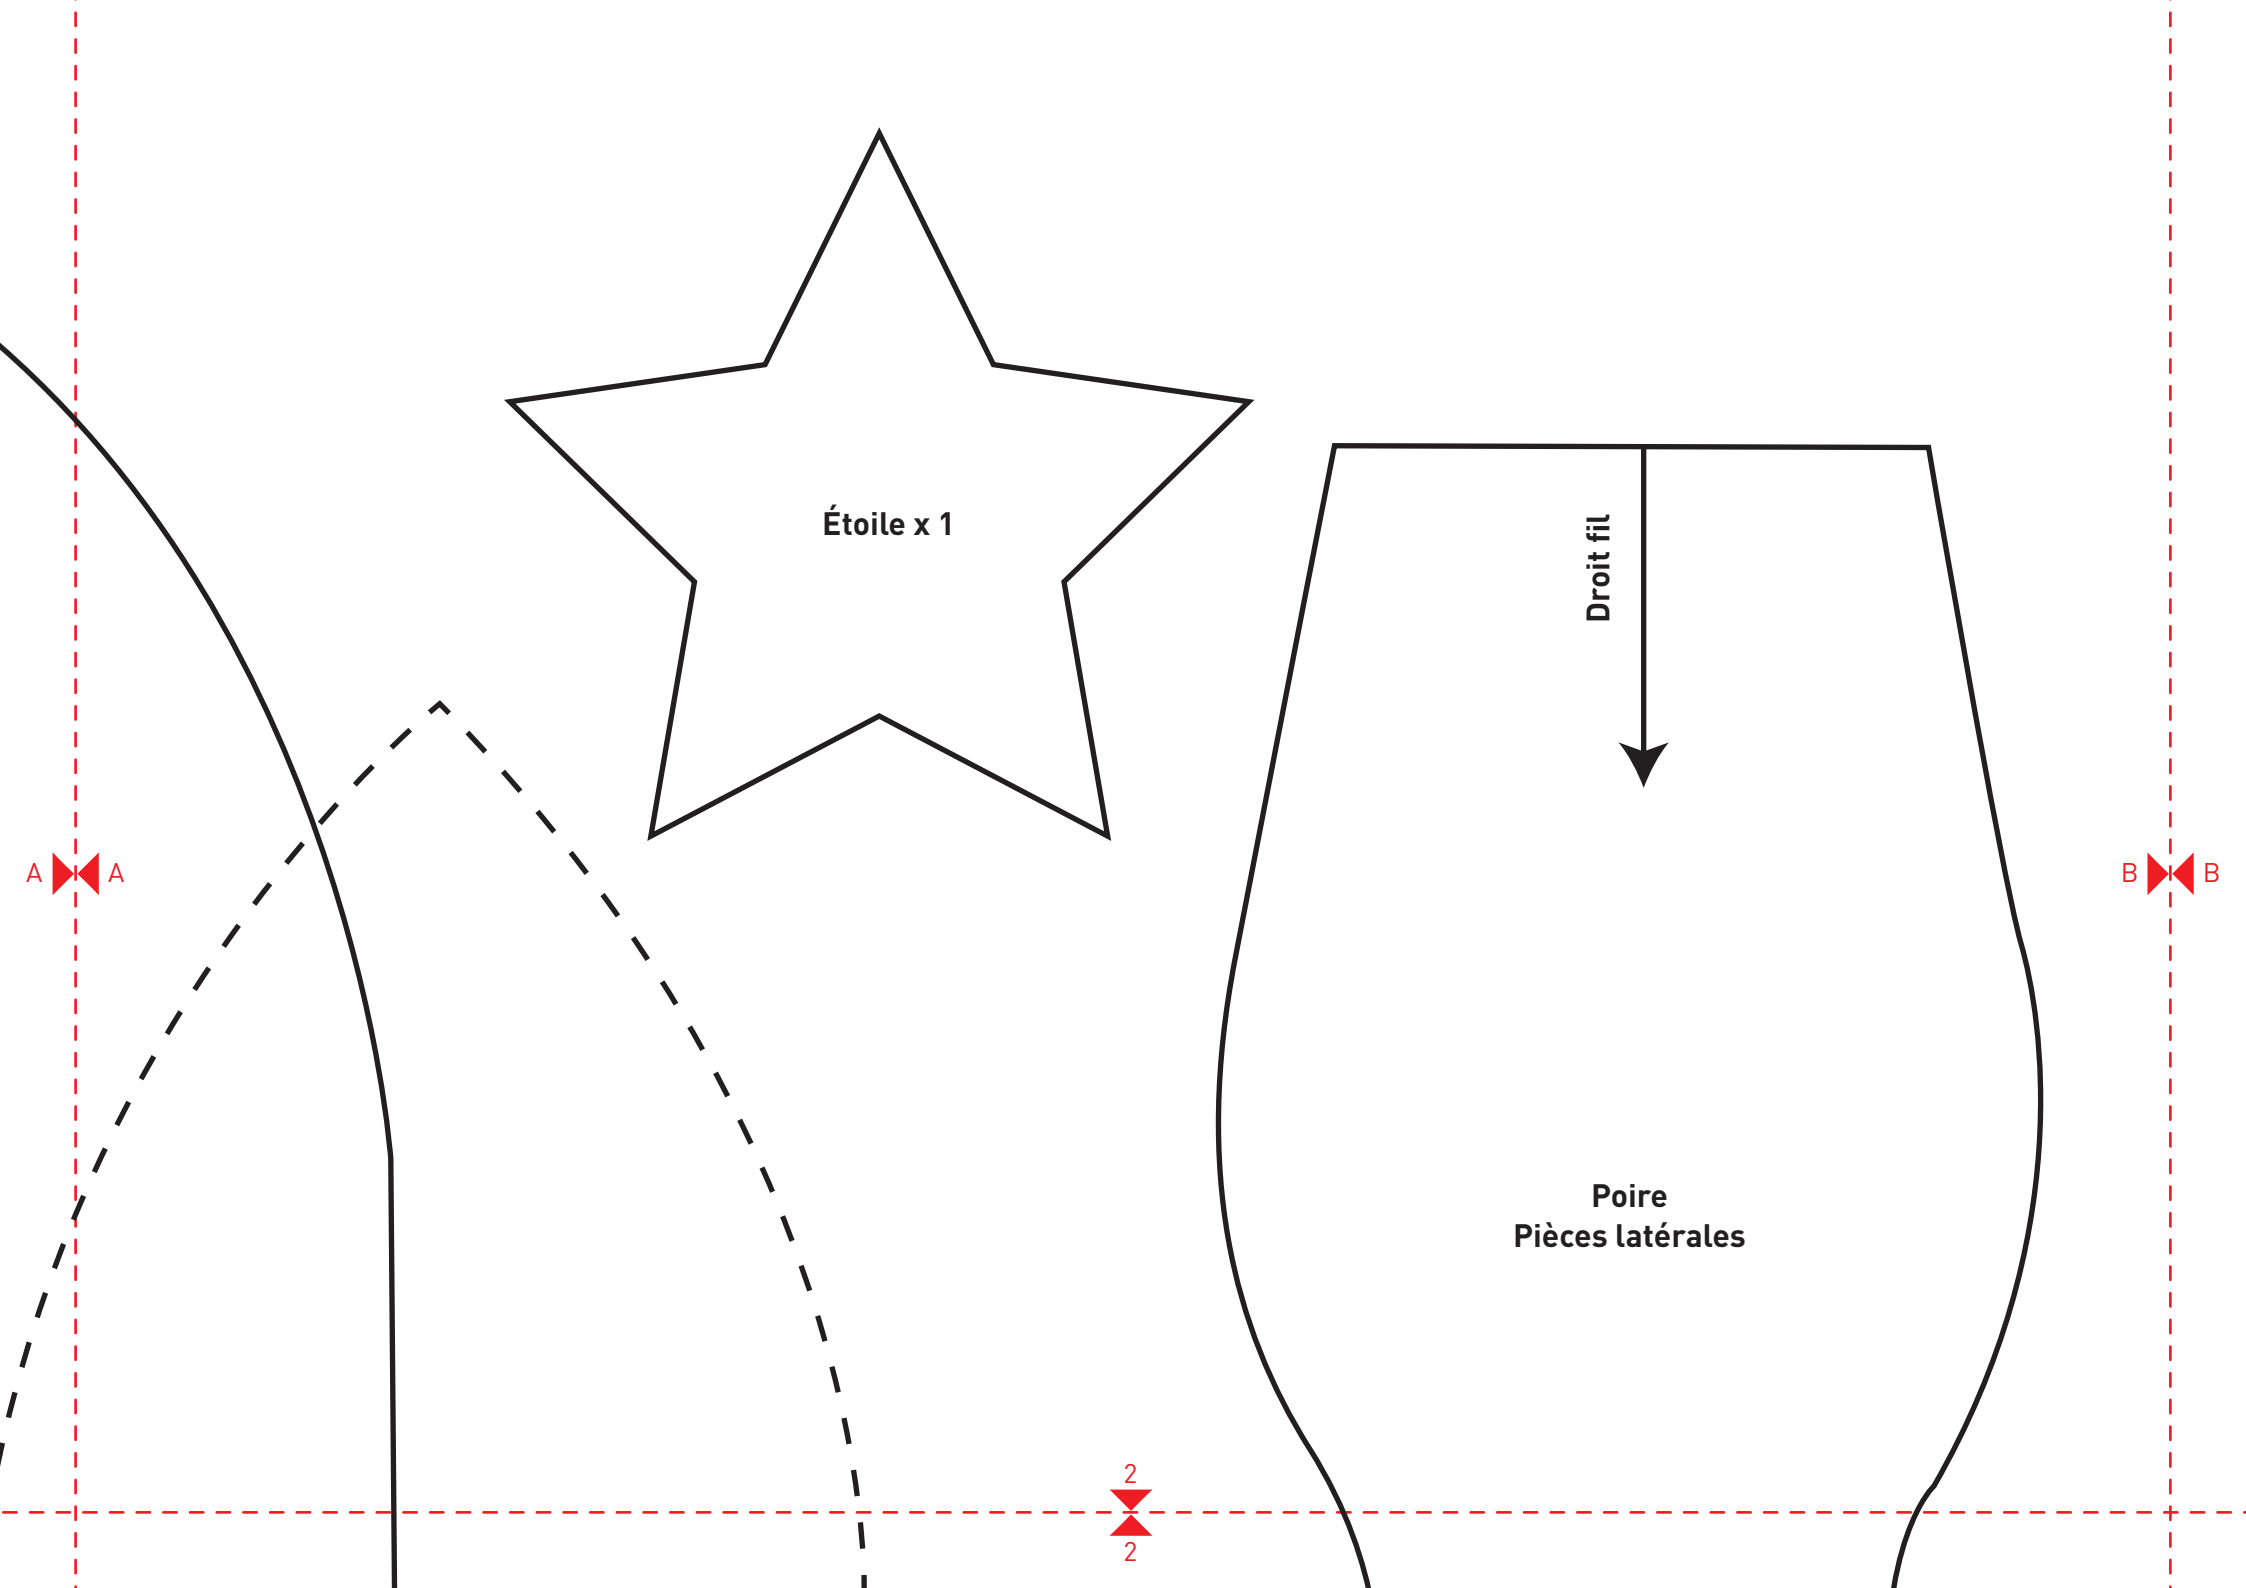 Étoile x 1
Droit fil
A A
B B
Poire
Pièces latérales
2
2